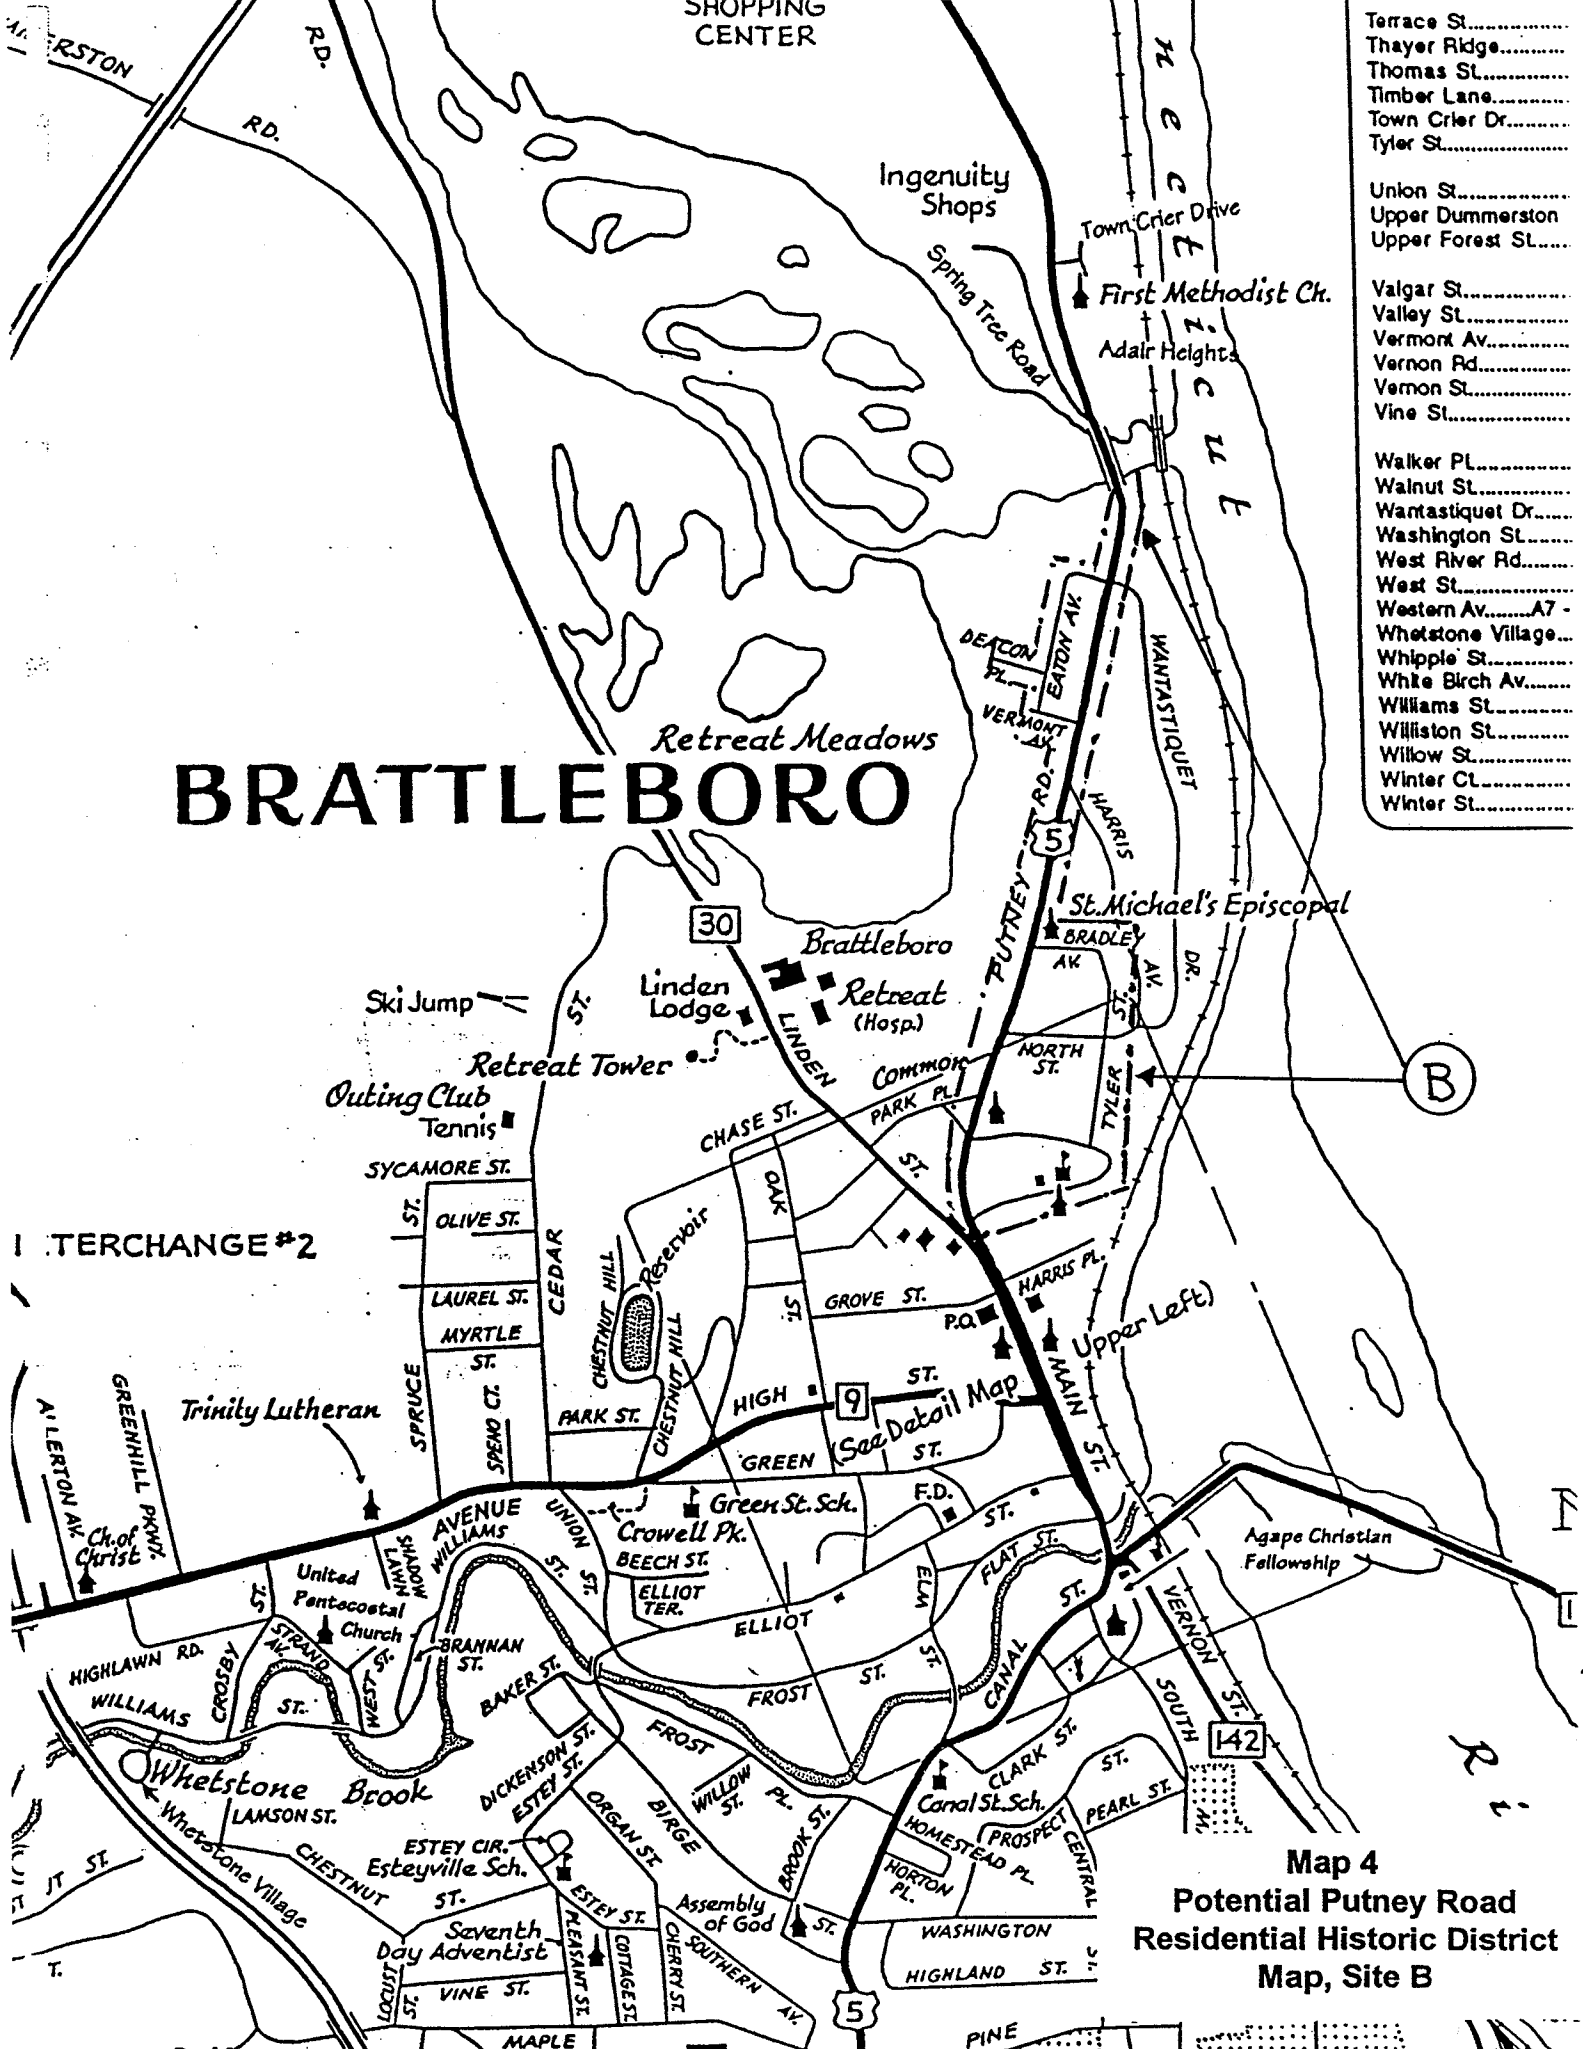 SHOPPING
CENTER
ERSTON
RD.
RD.
necticut
Ingenuity
Shops
Town Crier Drive
Spring Tree Road
First Methodist Ch.
Adair Heights
Terrace St.
Thayer Ridge
Thomas St.
Timber Lane
Town Crier Dr.
Tyler St.
Union St.
Upper Dummerston
Upper Forest St.
Valgar St.
Valley St.
Vermont Av.
Vernon Rd.
Vernon St.
Vine St.
Walker Pl.
Walnut St.
Wantastiquet Dr.
Washington St.
West River Rd.
West St.
Western Av........A7 -
Whetstone Village
Whipple St.
White Birch Av.
Williams St.
Williston St.
Willow St.
Winter Ct.
Winter St.
DEACON
PL.
EATON AV.
VERMONT
AV.
WANTASTIQUET
DR.
Retreat Meadows
BRATTLEBORO
PUTNEY RD.
5
HARRIS
AV.
St. Michael's Episcopal
BRADLEY
AV.
30
Brattleboro
Retreat
(Hosp.)
Linden
Lodge
Ski Jump
ST.
LINDEN
ST.
Retreat Tower
Outing Club
Tennis
Common
NORTH
ST.
TYLER
ST.
B
CHASE ST.
PARK PL.
SYCAMORE ST.
ST.
OLIVE ST.
OAK
ST.
CEDAR
I TERCHANGE #2
CHESTNUT HILL
Reservoir
LAUREL ST.
GROVE ST.
HARRIS PL.
P.O.
MYRTLE
ST.
CHESTNUT HILL
MAIN
ST.
Upper Left)
SPRUCE
SPENO CT.
PARK ST.
HIGH
9
ST.
(See Detail Map
GREEN
ST.
Trinity Lutheran
GREENHILL PKWY.
A LERTON AV.
Ch. of
Christ
AVENUE
WILLIAMS
ST.
UNION
ST.
Green St. Sch.
Crowell Pk.
F.D.
ST.
FLAT ST.
Agape Christian
Fellowship
SHADOW
LAWN
BEECH ST.
ELLIOT
TER.
ELM
ST.
United
Pentecostal
Church
ST.
STRAND
AV.
CROSBY
WEST
ST.
BRANNAN
ST.
ELLIOT
FROST
ST.
CANAL
ST.
VERNON
ST.
142
SOUTH
HIGHLAWN RD.
WILLIAMS
ST.
BAKER ST.
FROST
PL.
DICKENSON ST.
ESTEY ST.
WILLOW
ST.
CLARK ST.
Ri
Whetstone Brook
LAMSON ST.
Whetstone Village
ORGAN ST.
BIRGE
BROOK ST.
Canal St. Sch.
HOMESTEAD PL.
PROSPECT
ST.
PEARL ST.
CENTRAL
HORTON
PL.
ESTEY CIR.
Esteyville Sch.
CHESTNUT
ST.
ESTEY ST.
Assembly
of God
ST.
WASHINGTON
ST.
HIGHLAND ST.
Seventh
Day Adventist
PLEASANT ST.
COTTAGE ST.
CHERRY ST.
SOUTHERN
AV.
LOCUST
ST.
VINE ST.
5
MAPLE
PINE
ST.
T.
Map 4
Potential Putney Road
Residential Historic District
Map, Site B